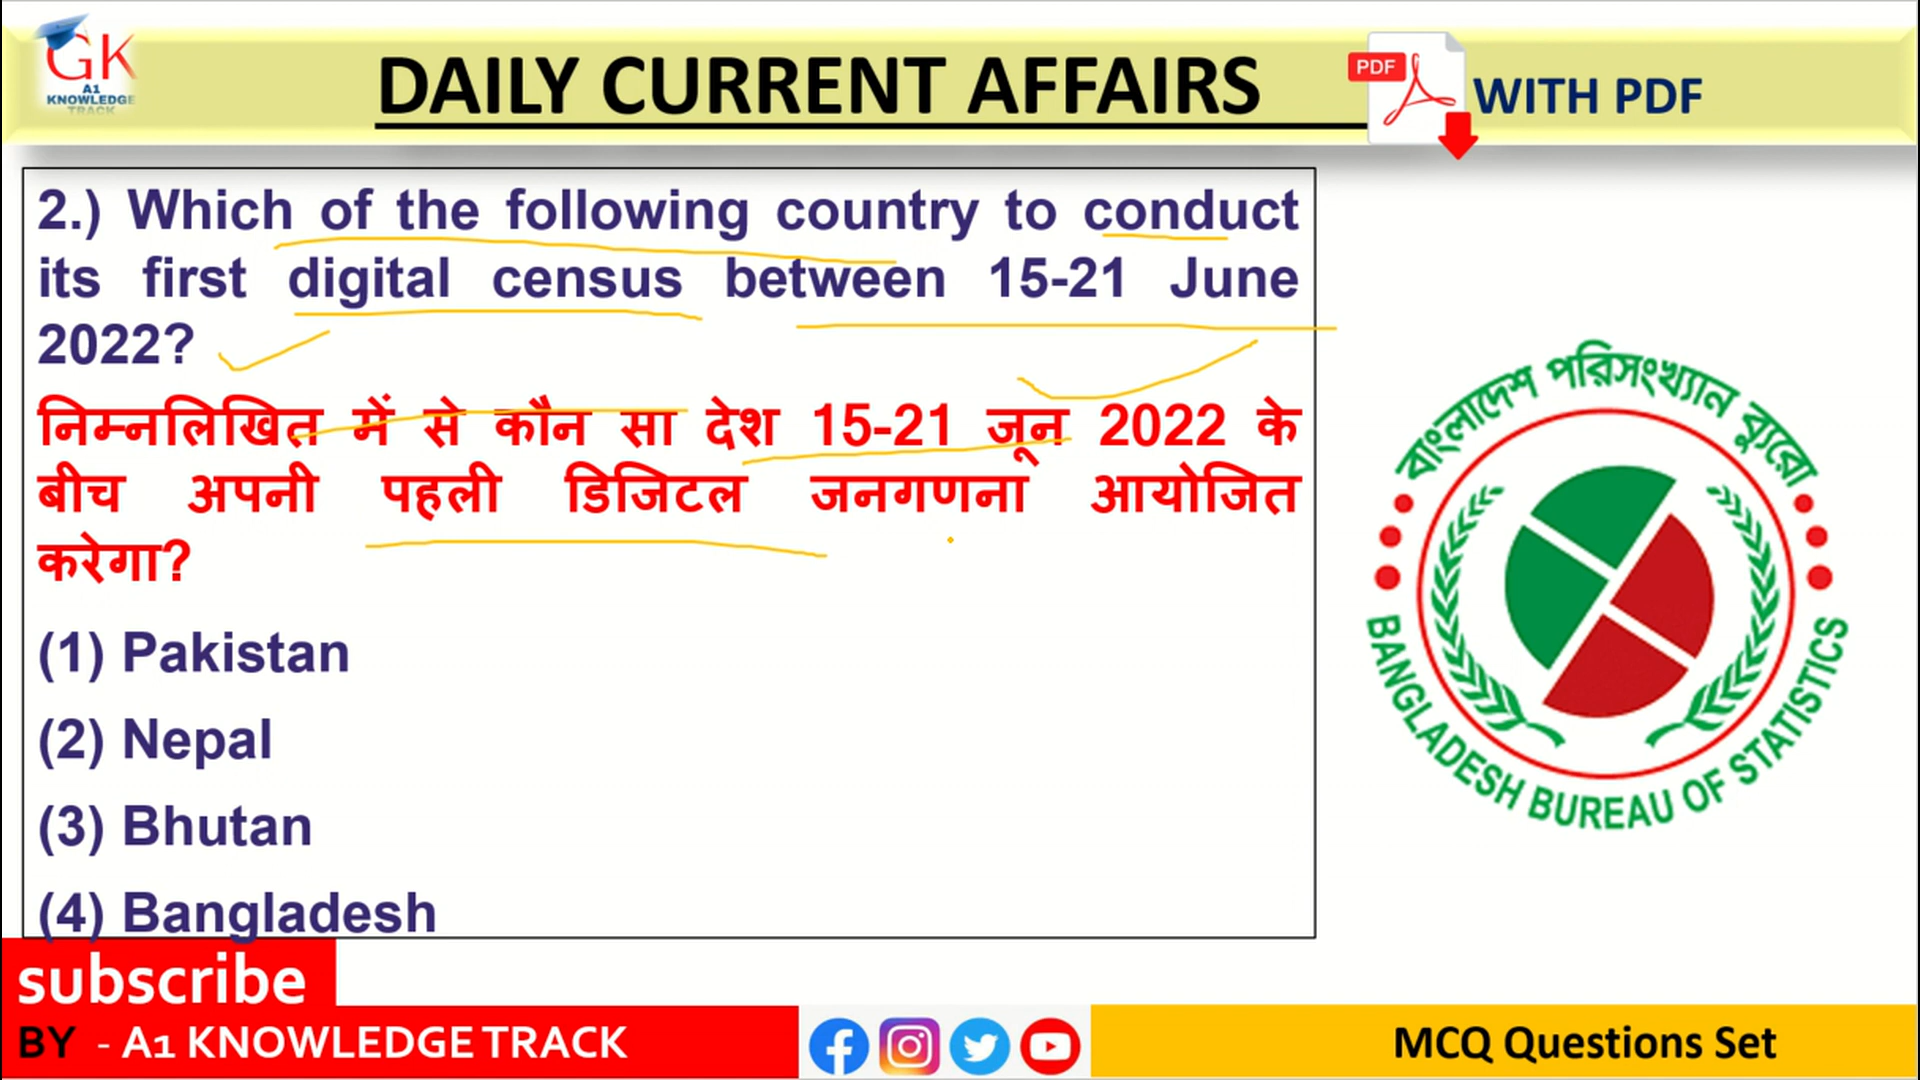 GK
A1
KNOWLEDGE
TRACK
DAILY CURRENT AFFAIRS
PDF
WITH PDF
2.) Which of the following country to conduct
its first digital census between 15-21 June
2022?
निम्नलिखित में से कौन सा देश 15-21 जून 2022 के
बीच अपनी पहली डिजिटल जनगणना आयोजित
करेगा?
(1) Pakistan
(2) Nepal
(3) Bhutan
(4) Bangladesh
বাংলাদেশ পরিসংখ্যান ব্যুরো
BANGLADESH BUREAU OF STATISTICS
subscribe
BY - A1 KNOWLEDGE TRACK
MCQ Questions Set